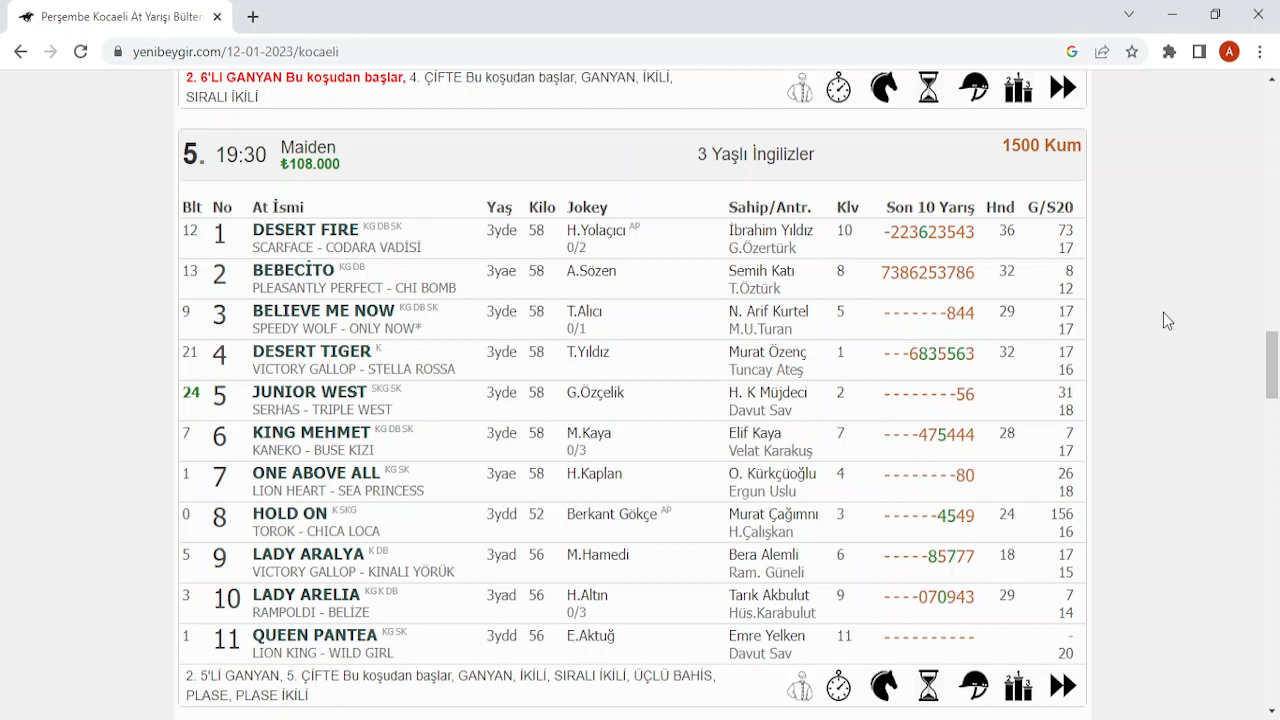 Perşembe Kocaeli At Yarışı Bülten
yenibeygir.com/12-01-2023/kocaeli
A
2. 6'LI GANYAN Bu koşudan başlar, 4. ÇİFTE Bu koşudan başlar, GANYAN, İKİLİ,
SIRALI İKİLİ
5. 19:30 Maiden 3 Yaşlı İngilizler 1500 Kum
₺108.000
Blt No At İsmi Yaş Kilo Jokey Sahip/Antr. Klv Son 10 Yarış Hnd G/S20
12 1 DESERT FIRE KG DB SK 3yde 58 H.Yolaçıcı AP İbrahim Yıldız 10 -223623543 36 73
SCARFACE - CODARA VADİSİ 0/2 G.Özertürk 17
13 2 BEBECİTO KG DB 3yae 58 A.Sözen Semih Katı 8 7386253786 32 8
PLEASANTLY PERFECT - CHI BOMB T.Öztürk 12
9 3 BELIEVE ME NOW KG DB SK 3yde 58 T.Alıcı N. Arif Kurtel 5 -------844 29 17
SPEEDY WOLF - ONLY NOW* 0/1 M.U.Turan 17
21 4 DESERT TIGER K 3yde 58 T.Yıldız Murat Özenç 1 ---6835563 32 17
VICTORY GALLOP - STELLA ROSSA Tuncay Ateş 16
24 5 JUNIOR WEST SKG SK 3yde 58 G.Özçelik H. K Müjdeci 2 --------56 31
SERHAS - TRIPLE WEST Davut Sav 18
7 6 KING MEHMET KG DB SK 3yde 58 M.Kaya Elif Kaya 7 ----475444 28 7
KANEKO - BUSE KIZI 0/3 Velat Karakuş 17
1 7 ONE ABOVE ALL KG SK 3yae 58 H.Kaplan O. Kürkçüoğlu 4 --------80 26
LION HEART - SEA PRINCESS Ergun Uslu 18
0 8 HOLD ON K SKG 3ydd 52 Berkant Gökçe AP Murat Çağımnı 3 ------4549 24 156
TOROK - CHICA LOCA H.Çalışkan 16
5 9 LADY ARALYA K DB 3yad 56 M.Hamedi Bera Alemli 6 -----85777 18 17
VICTORY GALLOP - KINALI YÖRÜK Ram. Güneli 15
3 10 LADY ARELIA KG K DB 3yad 56 H.Altın Tarık Akbulut 9 ----070943 29 7
RAMPOLDI - BELİZE 0/3 Hüs.Karabulut 14
1 11 QUEEN PANTEA KG SK 3ydd 56 E.Aktuğ Emre Yelken 11 ---------- -
LION KING - WILD GIRL Davut Sav 20
2. 5'Lİ GANYAN, 5. ÇİFTE Bu koşudan başlar, GANYAN, İKİLİ, SIRALI İKİLİ, ÜÇLÜ BAHİS,
PLASE, PLASE İKİLİ